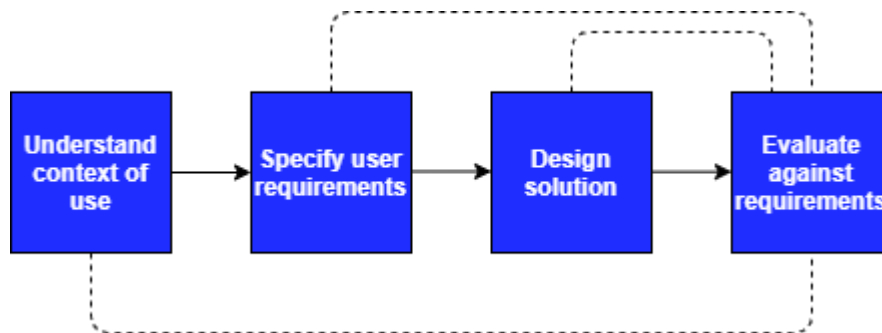 Understand
context of
use
Specify user
requirements
Design
solution
Evaluate
against
requirements